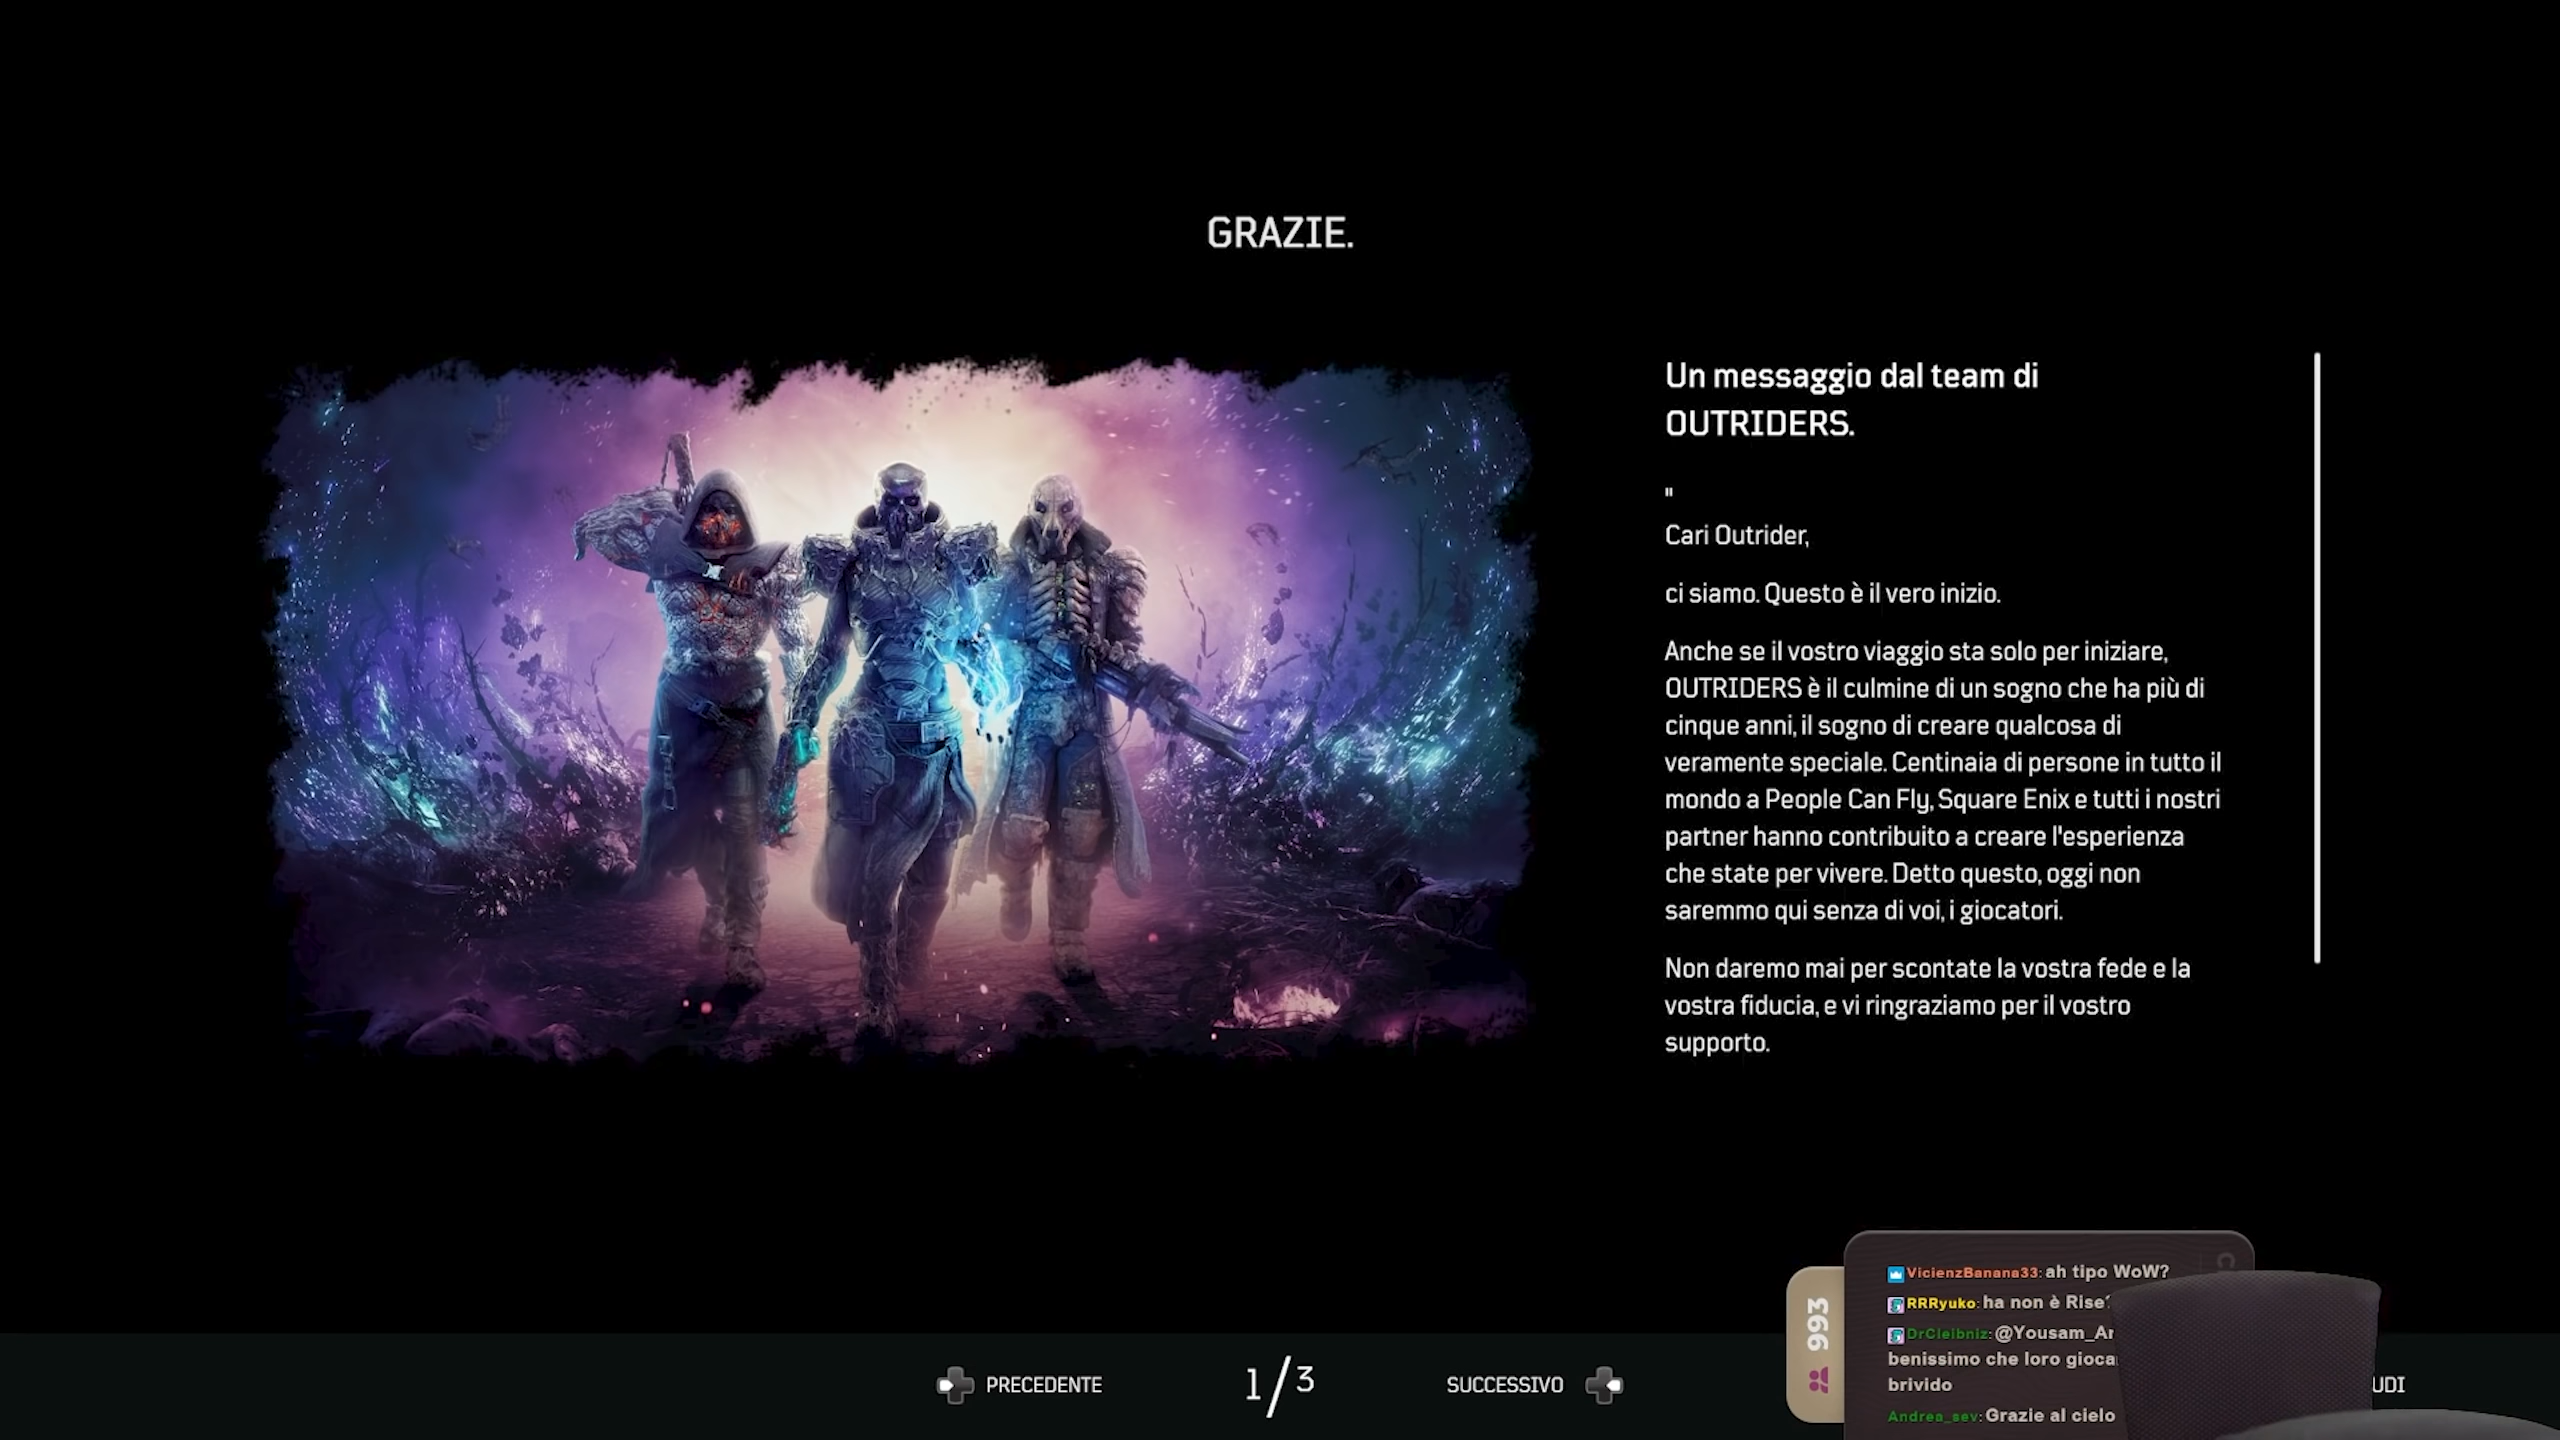 GRAZIE.
Un messaggio dal team di
OUTRIDERS.
"
Cari Outrider,
ci siamo. Questo è il vero inizio.
Anche se il vostro viaggio sta solo per iniziare,
OUTRIDERS è il culmine di un sogno che ha più di
cinque anni, il sogno di creare qualcosa di
veramente speciale. Centinaia di persone in tutto il
mondo a People Can Fly, Square Enix e tutti i nostri
partner hanno contribuito a creare l'esperienza
che state per vivere. Detto questo, oggi non
saremmo qui senza di voi, i giocatori.
Non daremo mai per scontate la vostra fede e la
vostra fiducia, e vi ringraziamo per il vostro
supporto.
993
VicienzBanana33: ah tipo WoW?
RRRyuko: ha non è Rise?
DrCleibniz: @Yousam_Ar
benissimo che loro gioca
brivido
Andrea_sev: Grazie al cielo
PRECEDENTE
1/3
SUCCESSIVO
UDI